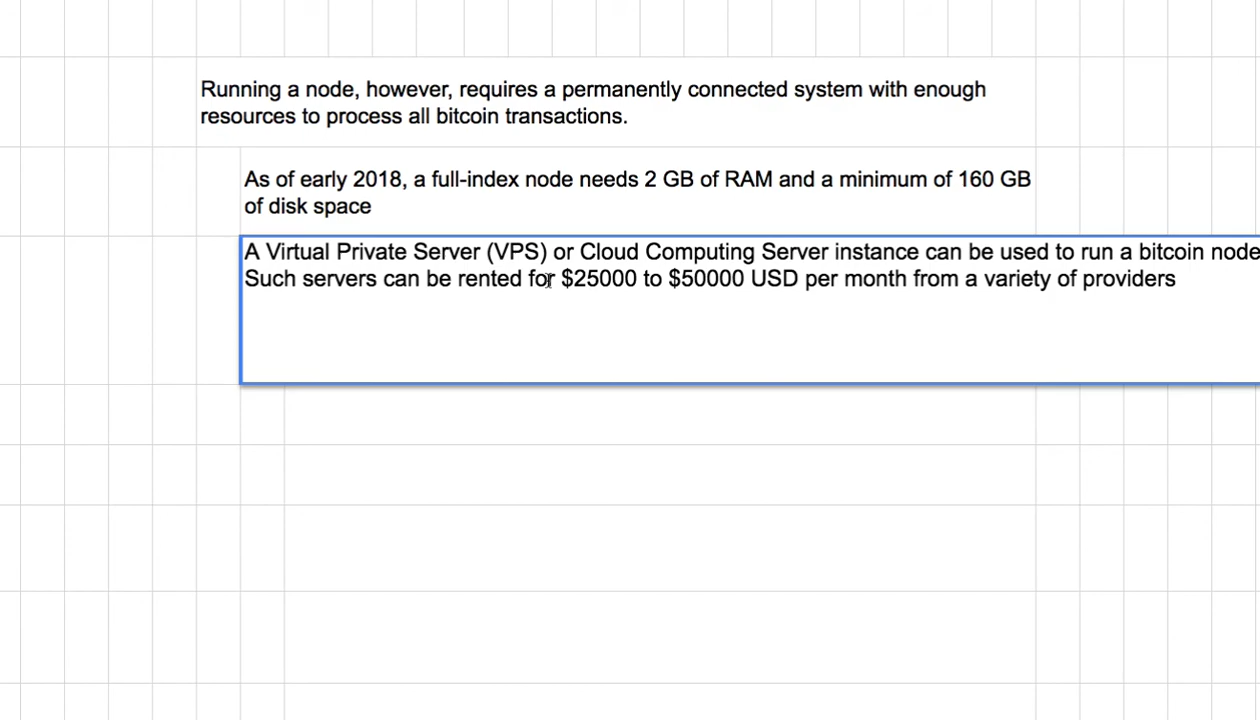 Running a node, however, requires a permanently connected system with enough
resources to process all bitcoin transactions.
As of early 2018, a full-index node needs 2 GB of RAM and a minimum of 160 GB
of disk space
A Virtual Private Server (VPS) or Cloud Computing Server instance can be used to run a bitcoin node
Such servers can be rented for $25000 to $50000 USD per month from a variety of providers